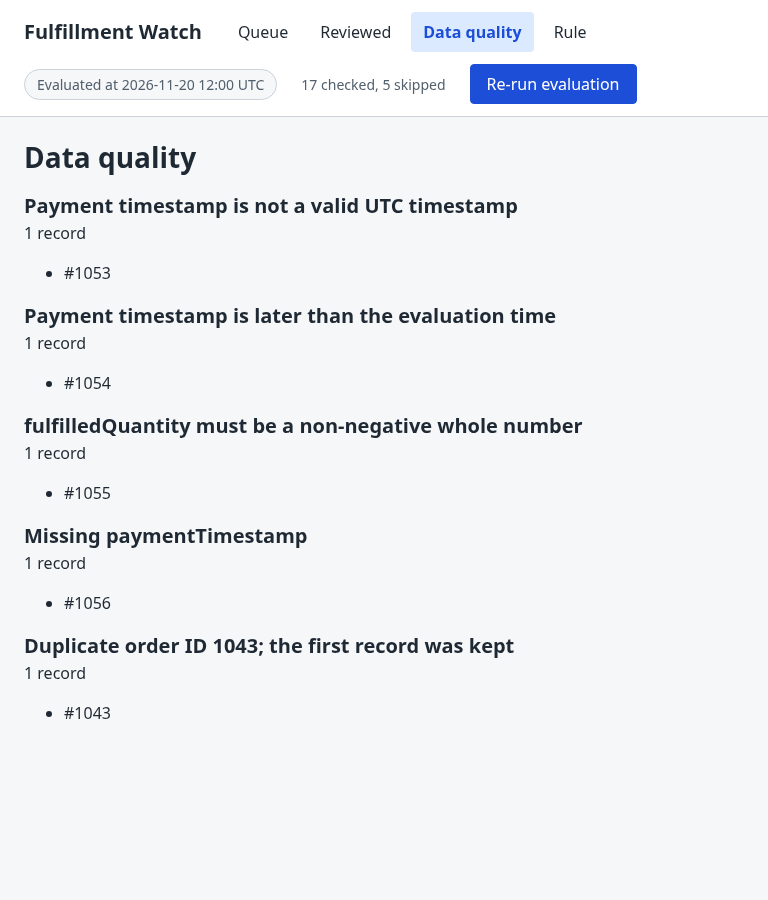 Fulfillment Watch
Queue
Reviewed
Data quality
Rule
Evaluated at 2026-11-20 12:00 UTC
17 checked, 5 skipped
Re-run evaluation
Data quality
Payment timestamp is not a valid UTC timestamp
1 record
#1053
Payment timestamp is later than the evaluation time
1 record
#1054
fulfilledQuantity must be a non-negative whole number
1 record
#1055
Missing paymentTimestamp
1 record
#1056
Duplicate order ID 1043; the first record was kept
1 record
#1043